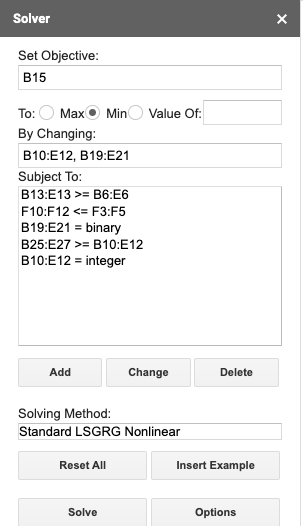 Solver ×
Set Objective:
B15
To: Max Min Value Of:
By Changing:
B10:E12, B19:E21
Subject To:
B13:E13 >= B6:E6
F10:F12 <= F3:F5
B19:E21 = binary
B25:E27 >= B10:E12
B10:E12 = integer
Add Change Delete
Solving Method:
Standard LSGRG Nonlinear
Reset All Insert Example
Solve Options